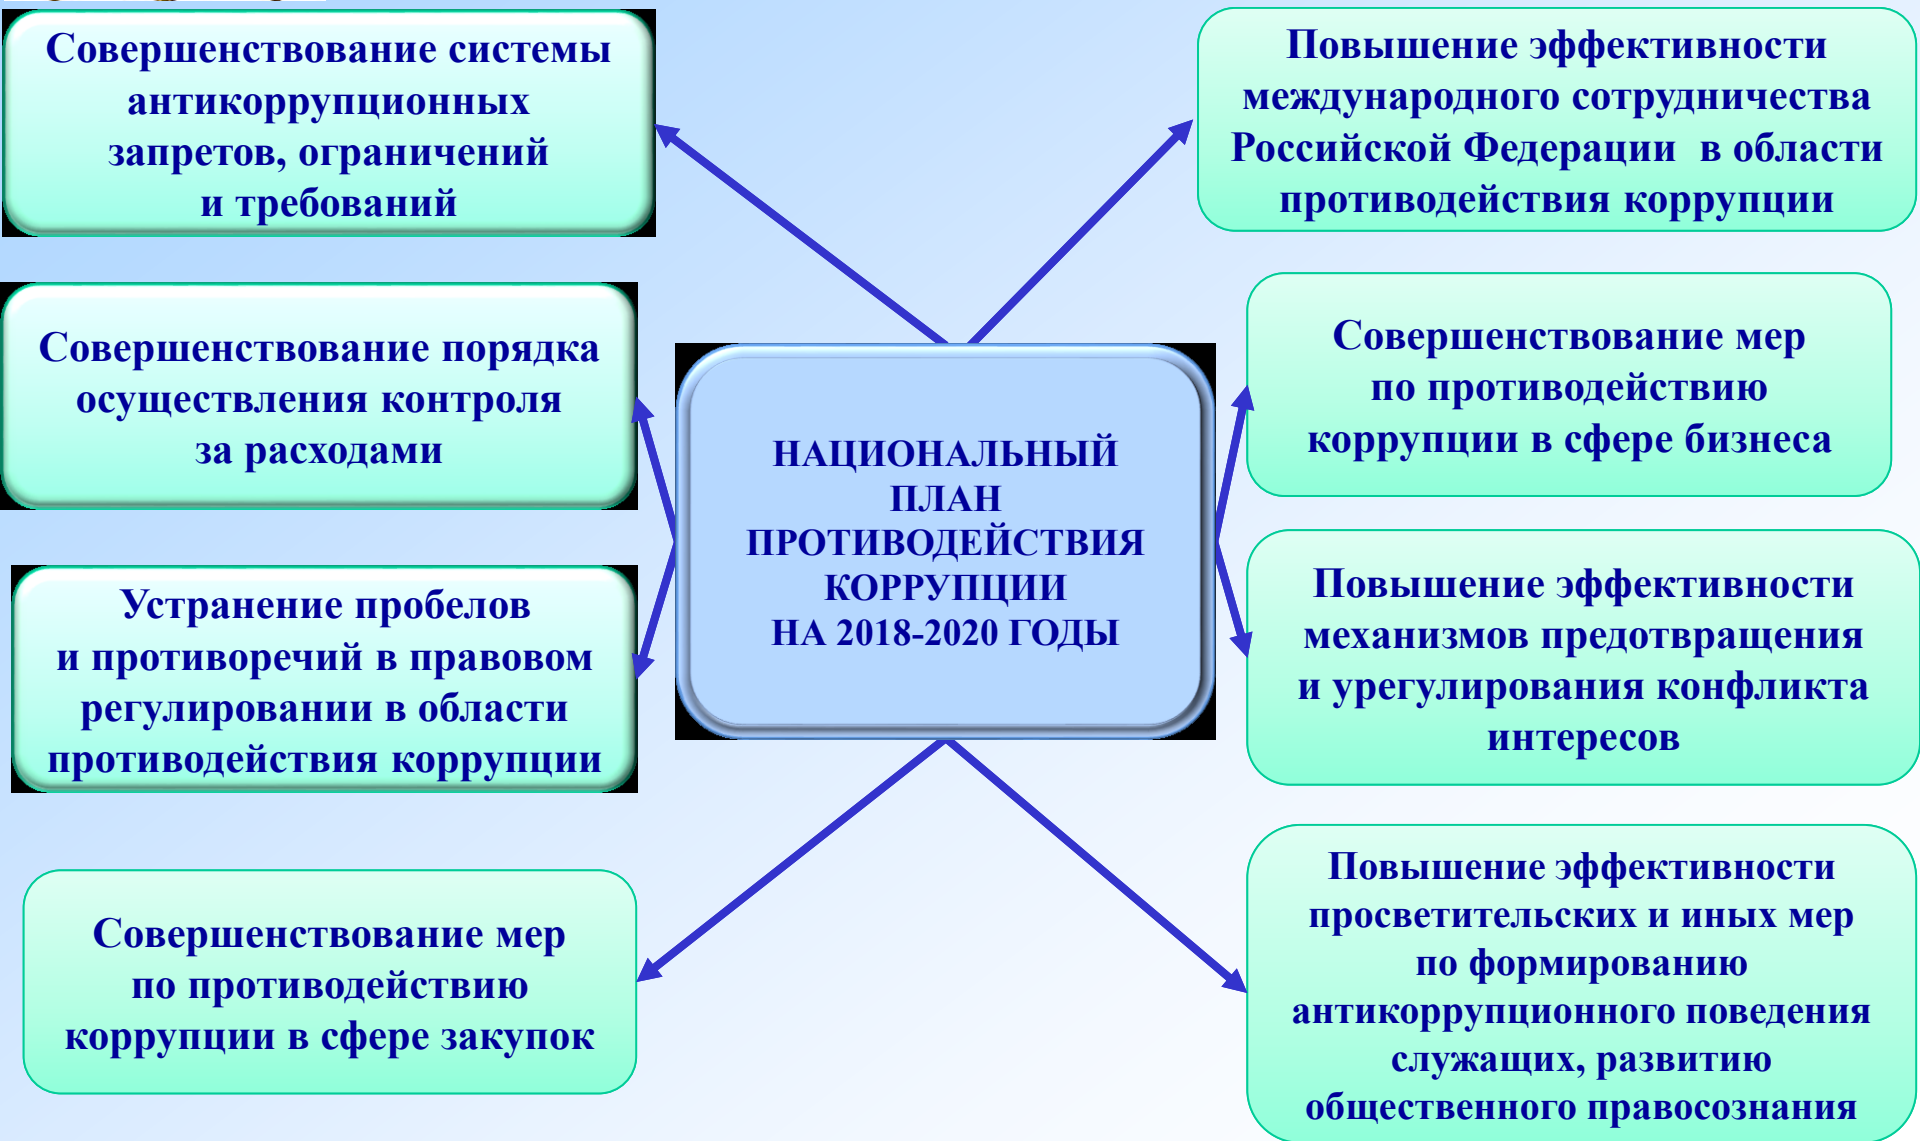 Совершенствование системы
антикоррупционных
запретов, ограничений
и требований
Повышение эффективности
международного сотрудничества
Российской Федерации в области
противодействия коррупции
Совершенствование порядка
осуществления контроля
за расходами
Совершенствование мер
по противодействию
коррупции в сфере бизнеса
НАЦИОНАЛЬНЫЙ
ПЛАН
ПРОТИВОДЕЙСТВИЯ
КОРРУПЦИИ
НА 2018-2020 ГОДЫ
Устранение пробелов
и противоречий в правовом
регулировании в области
противодействия коррупции
Повышение эффективности
механизмов предотвращения
и урегулирования конфликта
интересов
Совершенствование мер
по противодействию
коррупции в сфере закупок
Повышение эффективности
просветительских и иных мер
по формированию
антикоррупционного поведения
служащих, развитию
общественного правосознания